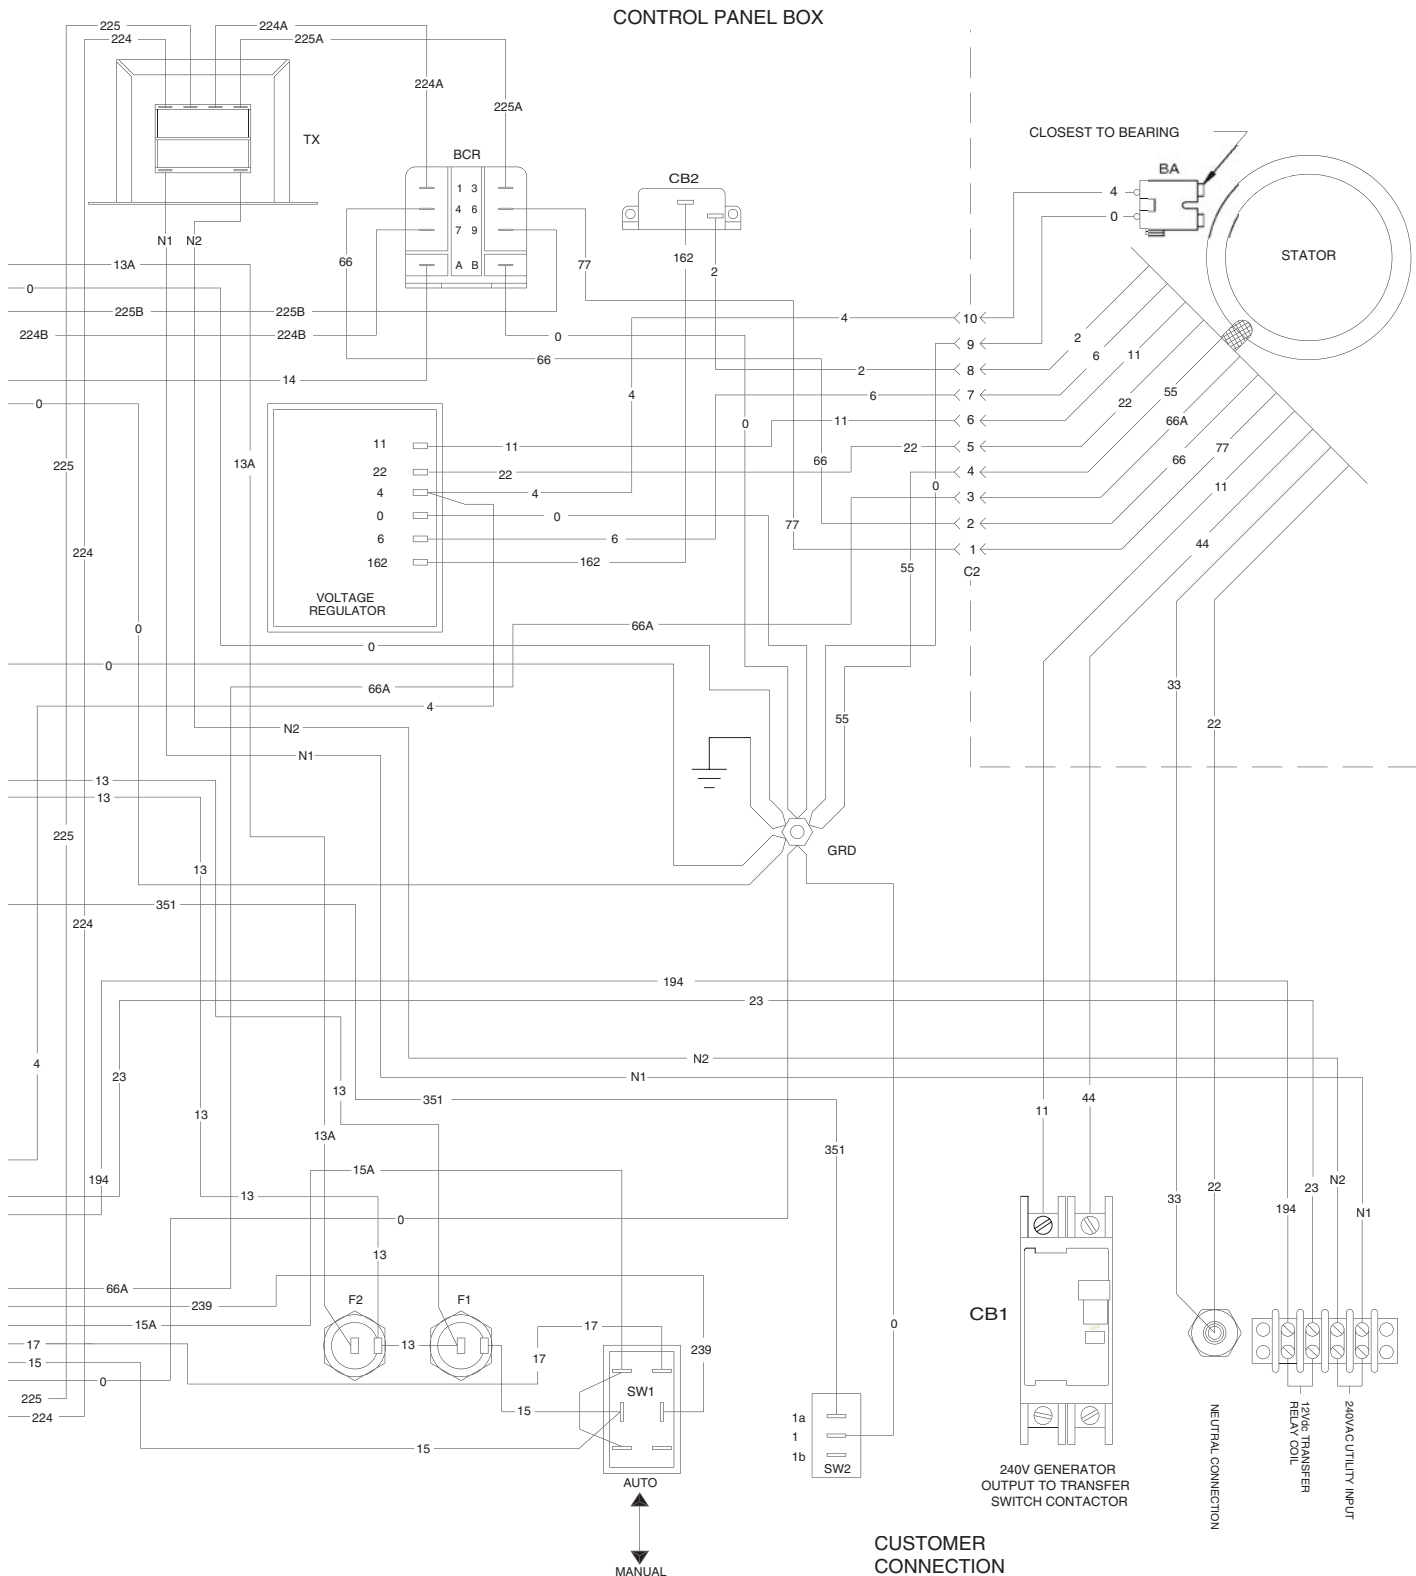 CONTROL PANEL BOX
225
224A
224
225A
224A
225A
CLOSEST TO BEARING
TX
BCR
BA
CB2
1 3
4 6
7 9
A B
4
0
STATOR
N1
N2
66
77
162
2
13A
0
225B
225B
224B
224B
0
14
0
4
10
9
66
2
8
6
7
11
6
22
5
4
3
2
1
C2
2
6
11
22
55
66A
66
77
11
44
33
22
4
0
66
0
77
55
225
13A
224
11
22
4
0
6
162
11
22
4
0
6
162
VOLTAGE
REGULATOR
0
0
0
66A
66A
4
N2
N1
55
13
13
225
13
GRD
351
224
194
23
N2
N1
4
23
13
351
13
13A
11
44
351
15A
194
13
0
13
33
22
194
23
N2
N1
66A
239
15A
17
15
0
225
224
F2
F1
13
17
17
239
0
SW1
15
15
CB1
OFF
1a
1
1b
SW2
AUTO
MANUAL
240V GENERATOR
OUTPUT TO TRANSFER
SWITCH CONTACTOR
NEUTRAL CONNECTION
12Vdc TRANSFER
RELAY COIL
240VAC UTILITY INPUT
CUSTOMER
CONNECTION